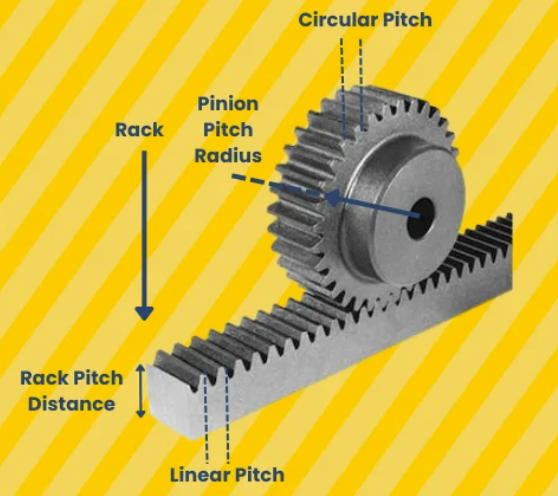 Circular Pitch
Pinion
Pitch
Radius
Rack
Rack Pitch
Distance
Linear Pitch